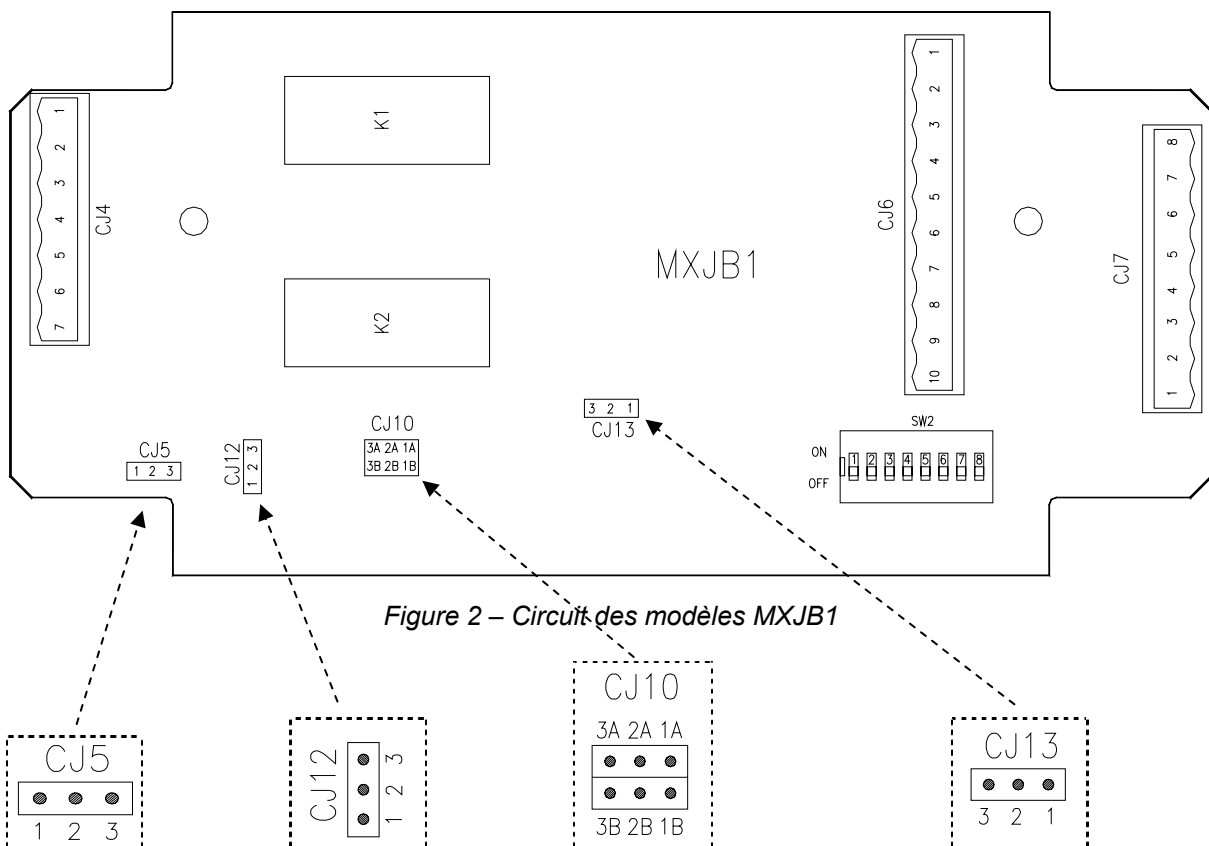 1
2
3
4
5
6
7
CJ4
K1
K2
MXJB1
CJ6
1
2
3
4
5
6
7
8
9
10
CJ7
8
7
6
5
4
3
2
1
CJ5
1 2 3
CJ12
1 2 3
CJ10
3A 2A 1A
3B 2B 1B
3 2 1
CJ13
SW2
ON
OFF
1 2 3 4 5 6 7 8
Figure 2 – Circuit des modèles MXJB1
CJ5
1 2 3
CJ12
1 2 3
CJ10
3A 2A 1A
3B 2B 1B
CJ13
3 2 1